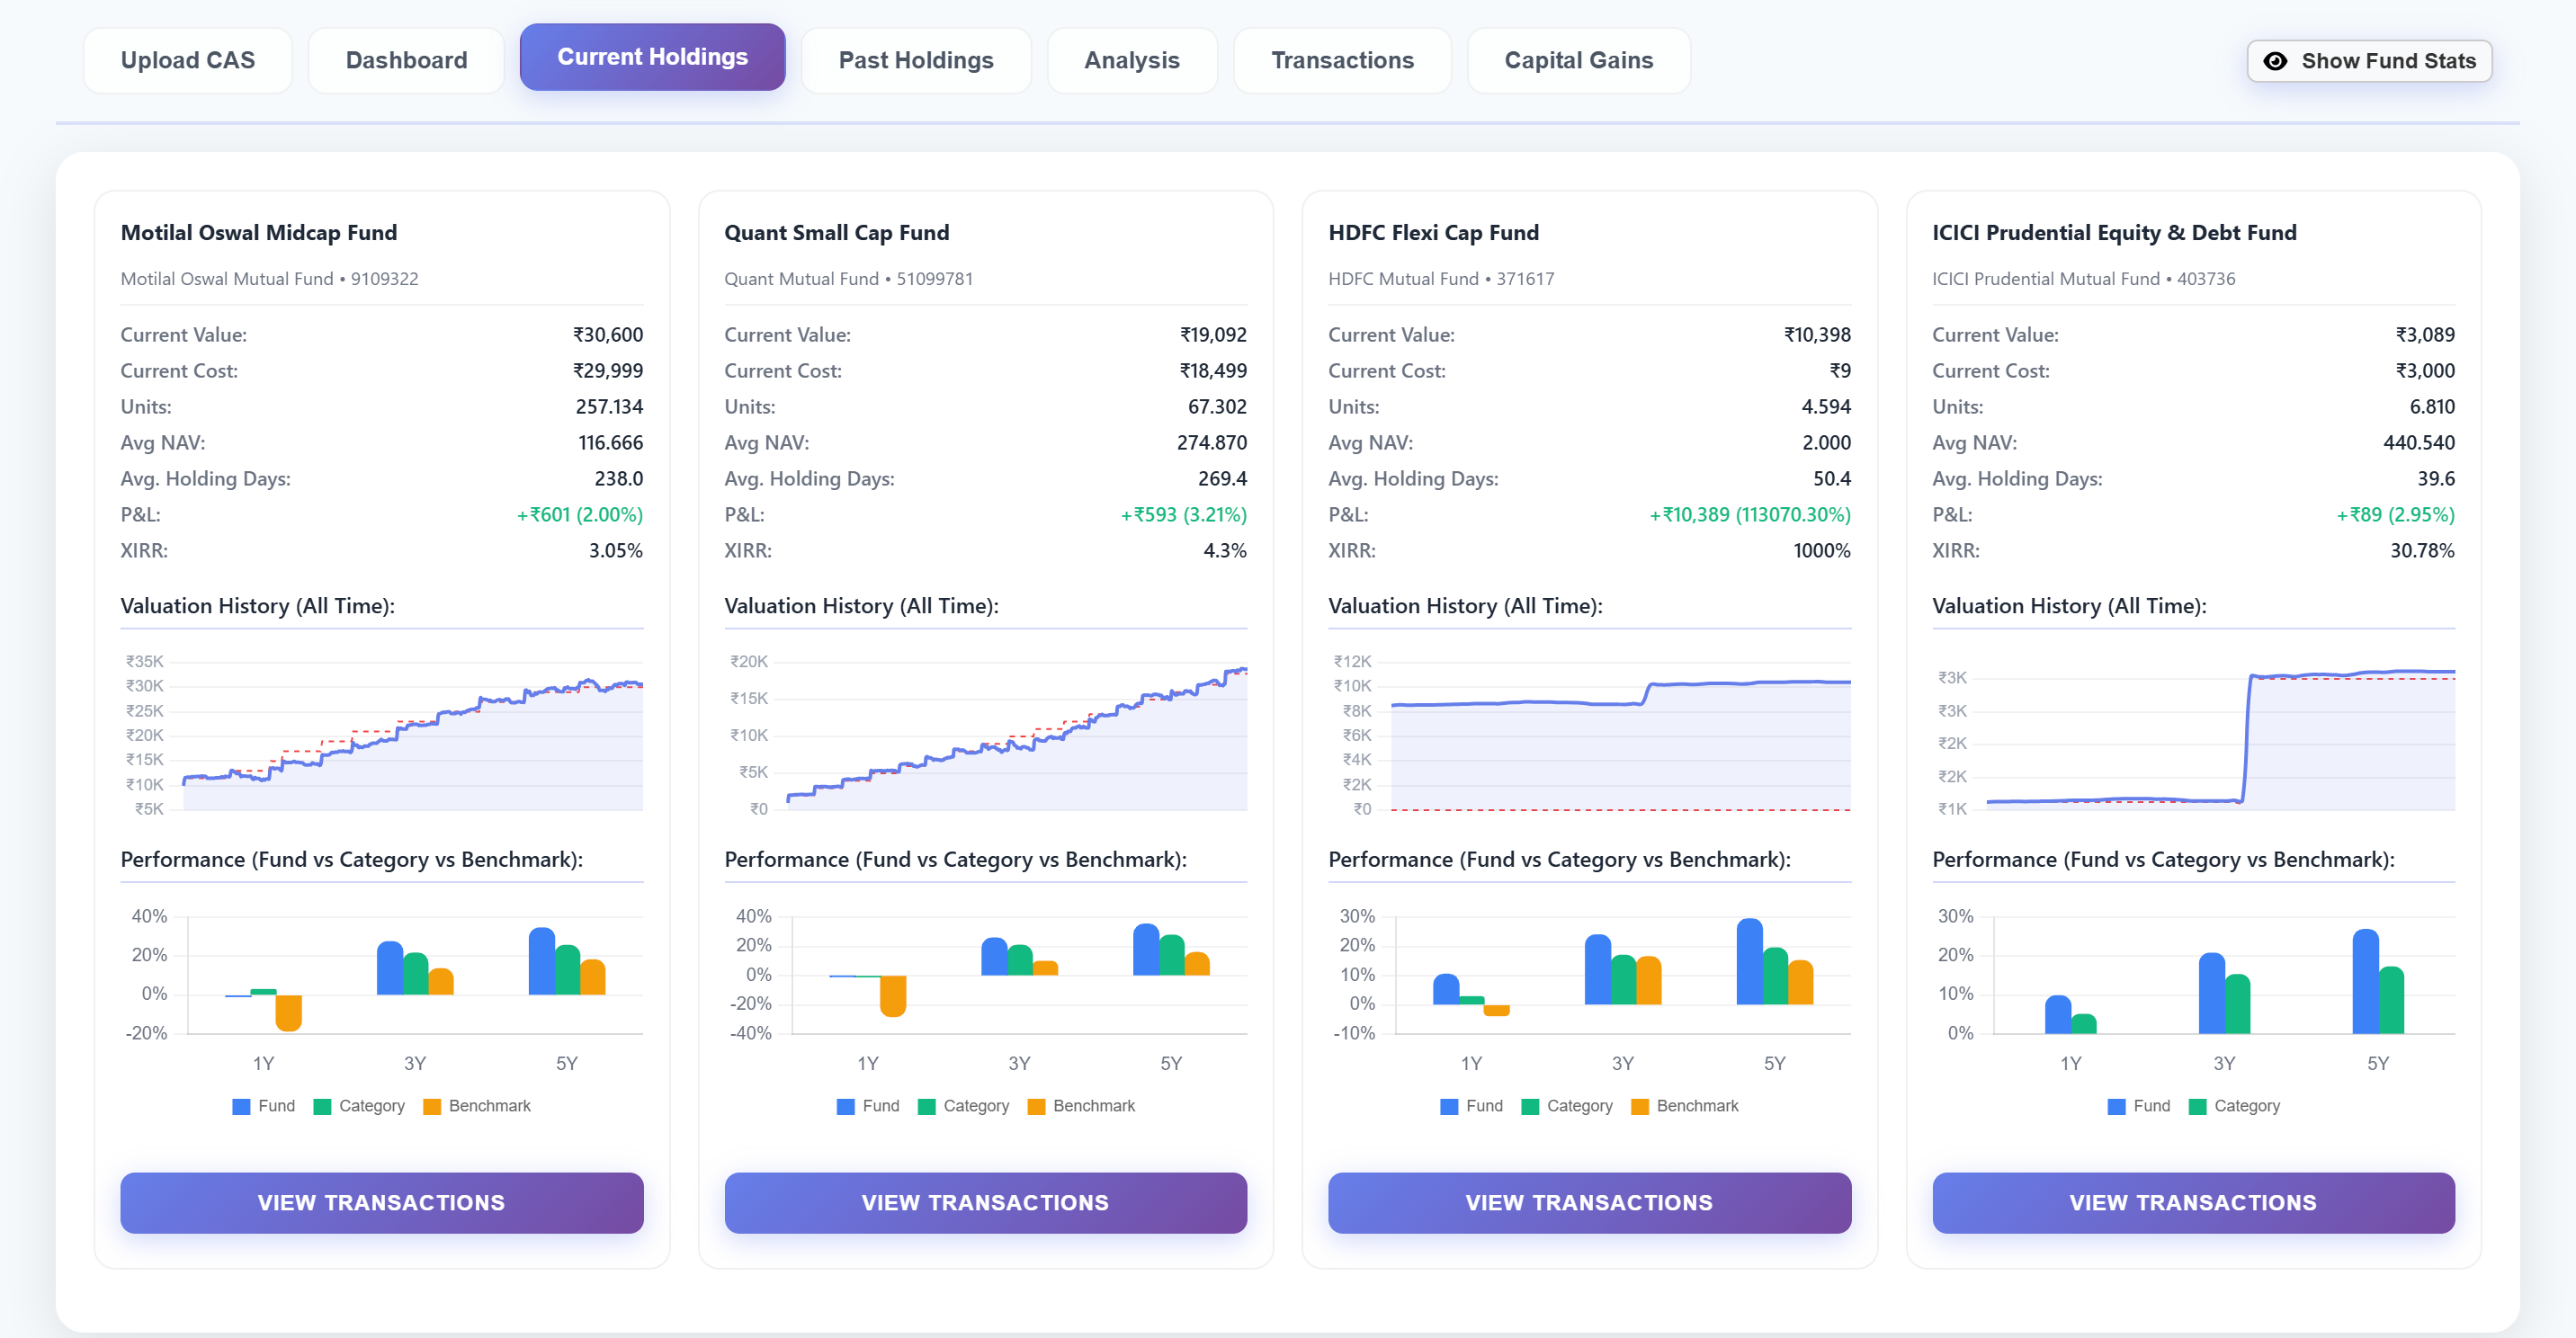 Upload CAS
Dashboard
Current Holdings
Past Holdings
Analysis
Transactions
Capital Gains
Show Fund Stats
Motilal Oswal Midcap Fund
Motilal Oswal Mutual Fund • 9109322
Current Value: ₹30,600
Current Cost: ₹29,999
Units: 257.134
Avg NAV: 116.666
Avg. Holding Days: 238.0
P&L: +₹601 (2.00%)
XIRR: 3.05%
Valuation History (All Time):
₹35K
₹30K
₹25K
₹20K
₹15K
₹10K
₹5K
Performance (Fund vs Category vs Benchmark):
40%
20%
0%
-20%
1Y 3Y 5Y
Fund Category Benchmark
VIEW TRANSACTIONS
Quant Small Cap Fund
Quant Mutual Fund • 51099781
Current Value: ₹19,092
Current Cost: ₹18,499
Units: 67.302
Avg NAV: 274.870
Avg. Holding Days: 269.4
P&L: +₹593 (3.21%)
XIRR: 4.3%
Valuation History (All Time):
₹20K
₹15K
₹10K
₹5K
₹0
Performance (Fund vs Category vs Benchmark):
40%
20%
0%
-20%
-40%
1Y 3Y 5Y
Fund Category Benchmark
VIEW TRANSACTIONS
HDFC Flexi Cap Fund
HDFC Mutual Fund • 371617
Current Value: ₹10,398
Current Cost: ₹9
Units: 4.594
Avg NAV: 2.000
Avg. Holding Days: 50.4
P&L: +₹10,389 (113070.30%)
XIRR: 1000%
Valuation History (All Time):
₹12K
₹10K
₹8K
₹6K
₹4K
₹2K
₹0
Performance (Fund vs Category vs Benchmark):
30%
20%
10%
0%
-10%
1Y 3Y 5Y
Fund Category Benchmark
VIEW TRANSACTIONS
ICICI Prudential Equity & Debt Fund
ICICI Prudential Mutual Fund • 403736
Current Value: ₹3,089
Current Cost: ₹3,000
Units: 6.810
Avg NAV: 440.540
Avg. Holding Days: 39.6
P&L: +₹89 (2.95%)
XIRR: 30.78%
Valuation History (All Time):
₹3K
₹3K
₹2K
₹2K
₹1K
Performance (Fund vs Category vs Benchmark):
30%
20%
10%
0%
1Y 3Y 5Y
Fund Category
VIEW TRANSACTIONS